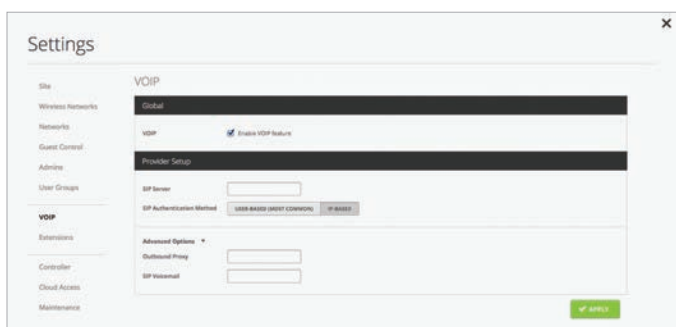 Settings
Site
Wireless Networks
Networks
Guest Control
Admins
User Groups
VOIP
Extensions
Controller
Cloud Access
Maintenance
VOIP
Global
VOIP Enable VOIP feature
Provider Setup
SIP Server
SIP Authentication Method USER-BASED (MOST COMMON) IP-BASED
Advanced Options
Outbound Proxy
SIP Voicemail
APPLY